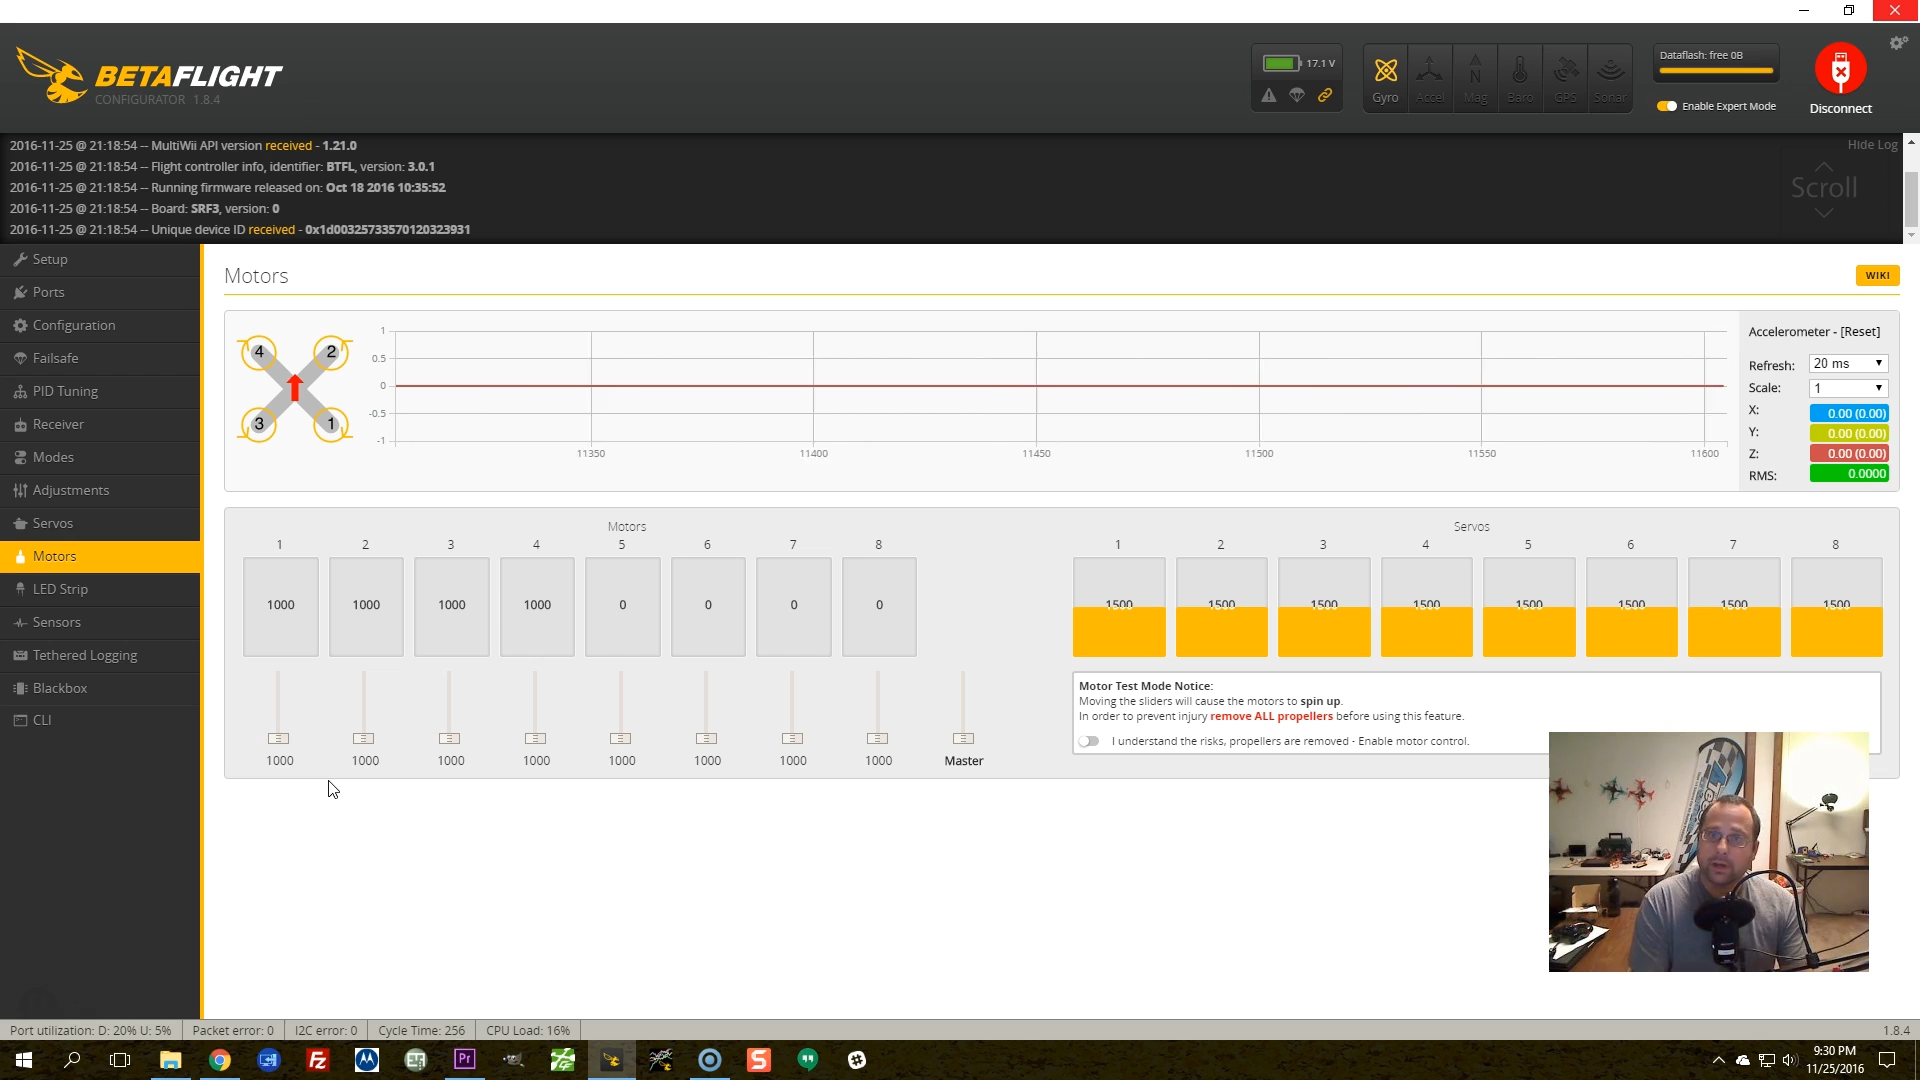 BETAFLIGHT
CONFIGURATOR 1.8.4
17.1 V
Gyro
Accel
Mag
Baro
GPS
Sonar
Dataflash: free 0B
Enable Expert Mode
Disconnect
2016-11-25 @ 21:18:54 -- MultiWii API version received - 1.21.0
Hide Log
2016-11-25 @ 21:18:54 -- Flight controller info, identifier: BTFL, version: 3.0.1
2016-11-25 @ 21:18:54 -- Running firmware released on: Oct 18 2016 10:35:52
Scroll
2016-11-25 @ 21:18:54 -- Board: SRF3, version: 0
2016-11-25 @ 21:18:54 -- Unique device ID received - 0x1d00325733570120323931
Setup
Ports
Configuration
Failsafe
PID Tuning
Receiver
Modes
Adjustments
Servos
Motors
LED Strip
Sensors
Tethered Logging
Blackbox
CLI
Motors
WIKI
4 2
3 1
1
0.5
0
-0.5
-1
11350 11400 11450 11500 11550 11600
Accelerometer - [Reset]
Refresh: 20 ms
Scale: 1
X: 0.00 (0.00)
Y: 0.00 (0.00)
Z: 0.00 (0.00)
RMS: 0.0000
Motors
1 2 3 4 5 6 7 8
1000 1000 1000 1000 0 0 0 0
1000 1000 1000 1000 1000 1000 1000 1000 Master
Servos
1 2 3 4 5 6 7 8
1500 1500 1500 1500 1500 1500 1500 1500
Motor Test Mode Notice:
Moving the sliders will cause the motors to spin up.
In order to prevent injury remove ALL propellers before using this feature.
I understand the risks, propellers are removed - Enable motor control.
Port utilization: D: 20% U: 5% Packet error: 0 I2C error: 0 Cycle Time: 256 CPU Load: 16% 1.8.4
9:30 PM
11/25/2016